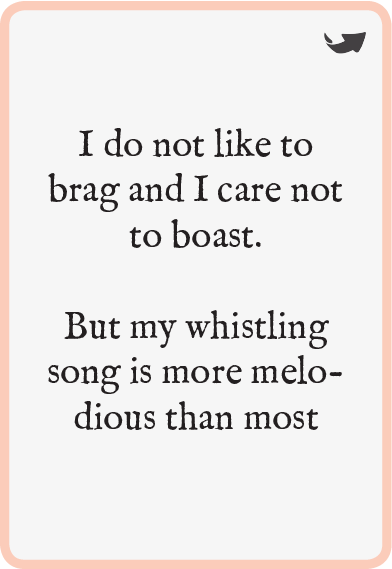 I do not like to
brag and I care not
to boast.
But my whistling
song is more melo-
dious than most